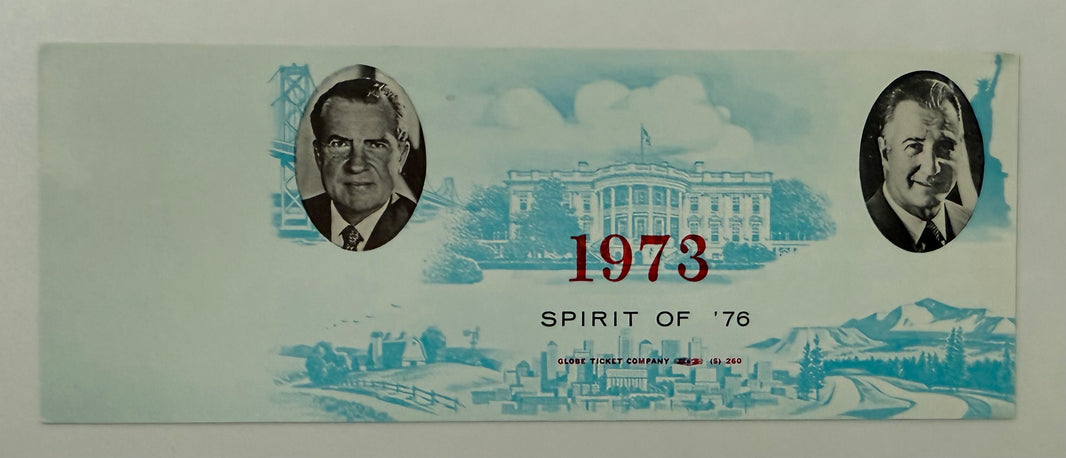 1973
SPIRIT OF '76
GLOBE TICKET COMPANY (S) 260